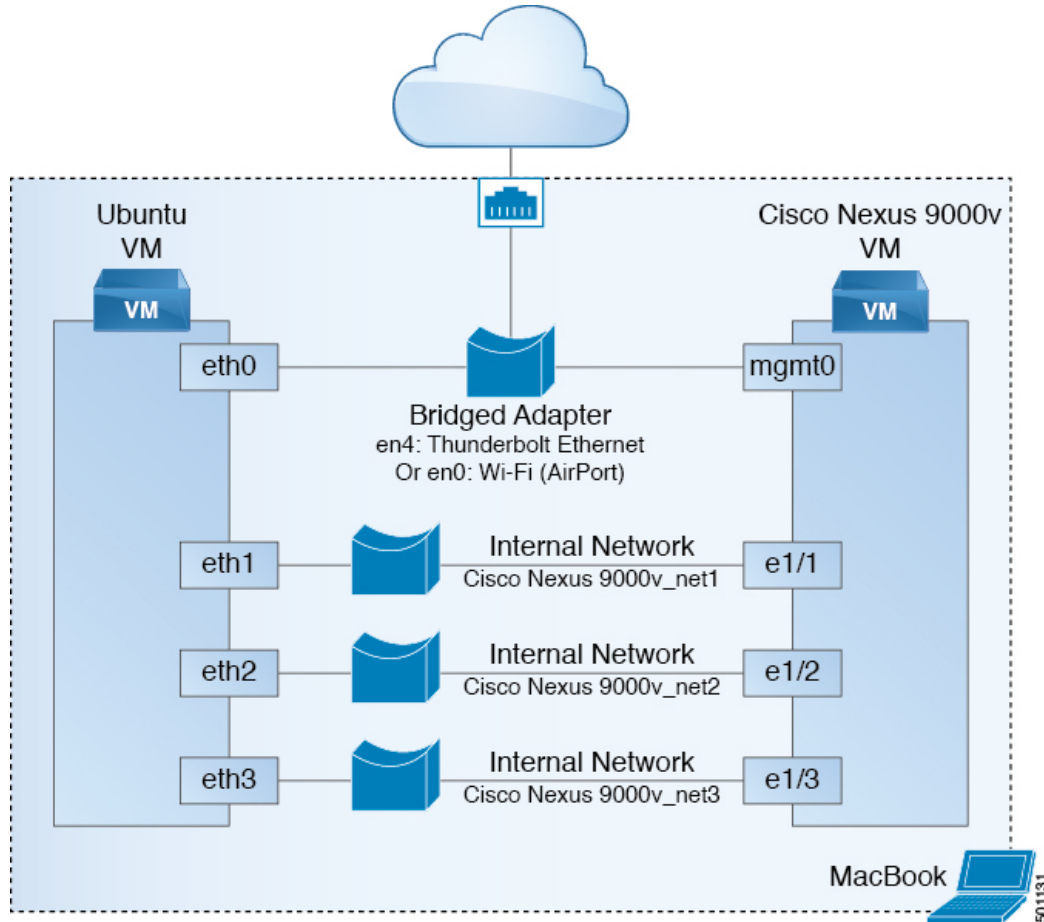 Ubuntu
VM
VM
Cisco Nexus 9000v
VM
VM
eth0
mgmt0
Bridged Adapter
en4: Thunderbolt Ethernet
Or en0: Wi-Fi (AirPort)
eth1
Internal Network
Cisco Nexus 9000v_net1
e1/1
eth2
Internal Network
Cisco Nexus 9000v_net2
e1/2
eth3
Internal Network
Cisco Nexus 9000v_net3
e1/3
MacBook
501131